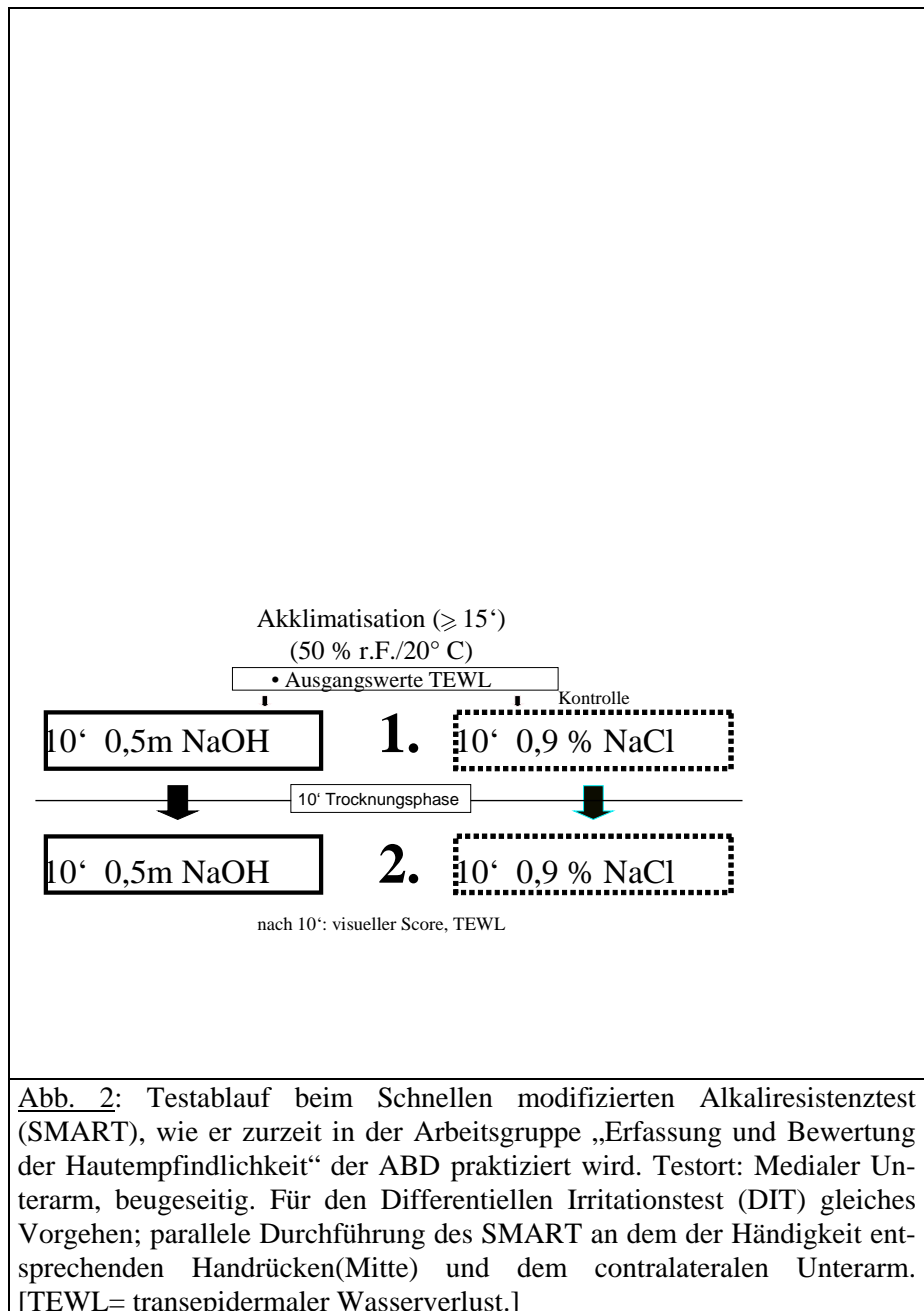 Akklimatisation (⩾ 15‘)
(50 % r.F./20° C)
• Ausgangswerte TEWL
Kontrolle
10‘ 0,5m NaOH 1. 10‘ 0,9 % NaCl
10‘ Trocknungsphase
10‘ 0,5m NaOH 2. 10‘ 0,9 % NaCl
nach 10‘: visueller Score, TEWL
Abb. 2: Testablauf beim Schnellen modifizierten Alkaliresistenztest
(SMART), wie er zurzeit in der Arbeitsgruppe „Erfassung und Bewertung
der Hautempfindlichkeit“ der ABD praktiziert wird. Testort: Medialer Un-
terarm, beugeseitig. Für den Differentiellen Irritationstest (DIT) gleiches
Vorgehen; parallele Durchführung des SMART an dem der Händigkeit ent-
sprechenden Handrücken(Mitte) und dem contralateralen Unterarm.
[TEWL= transepidermaler Wasserverlust.]